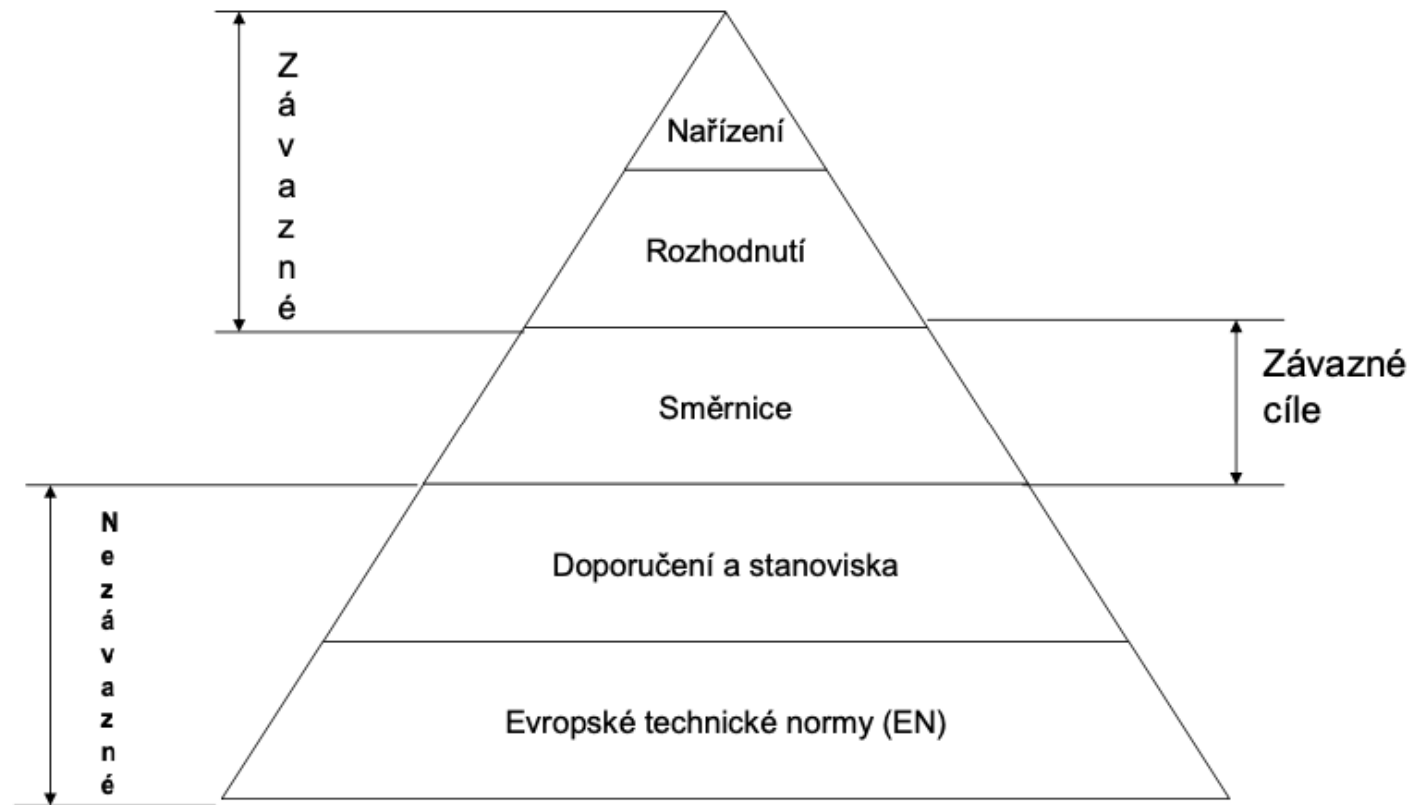 Závazné
Nařízení
Rozhodnutí
Směrnice
Závazné
cíle
Nezávazné
Doporučení a stanoviska
Evropské technické normy (EN)